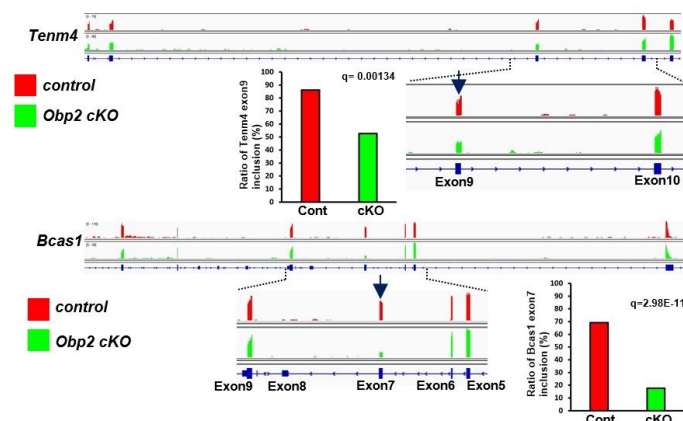 Tenm4
control
Obp2 cKO
Ratio of Tenm4 exon9
inclusion (%)
100
90
80
70
60
50
40
30
20
10
0
q= 0.00134
Cont
cKO
Exon9
Exon10
Bcas1
control
Obp2 cKO
Exon9
Exon8
Exon7
Exon6
Exon5
Ratio of Bcas1 exon7
inclusion (%)
100
90
80
70
60
50
40
30
20
10
0
q=2.98E-11
Cont
cKO